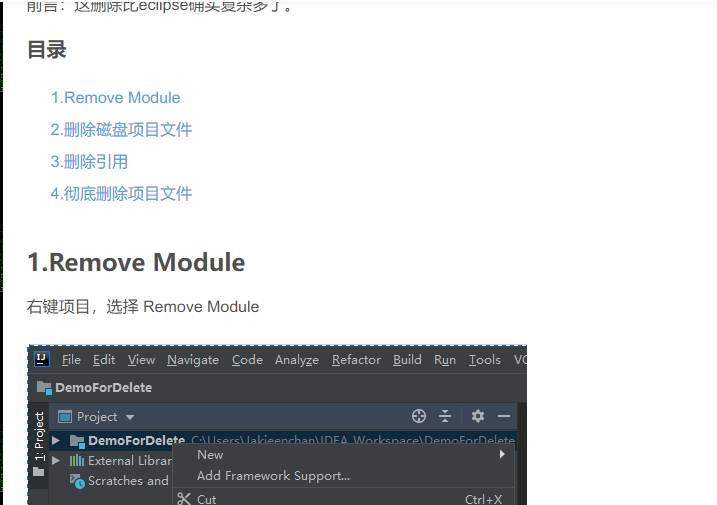 前言：这删除比eclipse确实复杂多了。
目录
1.Remove Module
2.删除磁盘项目文件
3.删除引用
4.彻底删除项目文件
1.Remove Module
右键项目，选择 Remove Module
File Edit View Navigate Code Analyze Refactor Build Run Tools VC
DemoForDelete
Project
1: Project
DemoForDelete C:\Users\Jakieenchan\IDEA_Workspace\DemoForDelete
External Librar
Scratches and
New
Add Framework Support...
Cut Ctrl+X